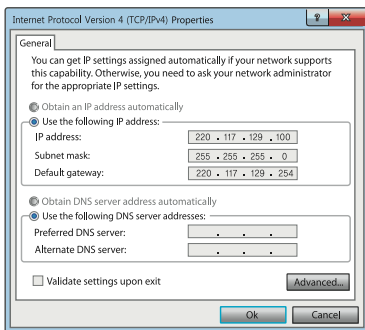 Internet Protocol Version 4 (TCP/IPv4) Properties
General
You can get IP settings assigned automatically if your network supports
this capability. Otherwise, you need to ask your network administrator
for the appropriate IP settings.
Obtain an IP address automatically
Use the following IP address:
IP address: 220 . 117 . 129 . 100
Subnet mask: 255 . 255 . 255 . 0
Default gateway: 220 . 117 . 129 . 254
Obtain DNS server address automatically
Use the following DNS server addresses:
Preferred DNS server: . . .
Alternate DNS server: . . .
Validate settings upon exit
Advanced...
Ok Cancel